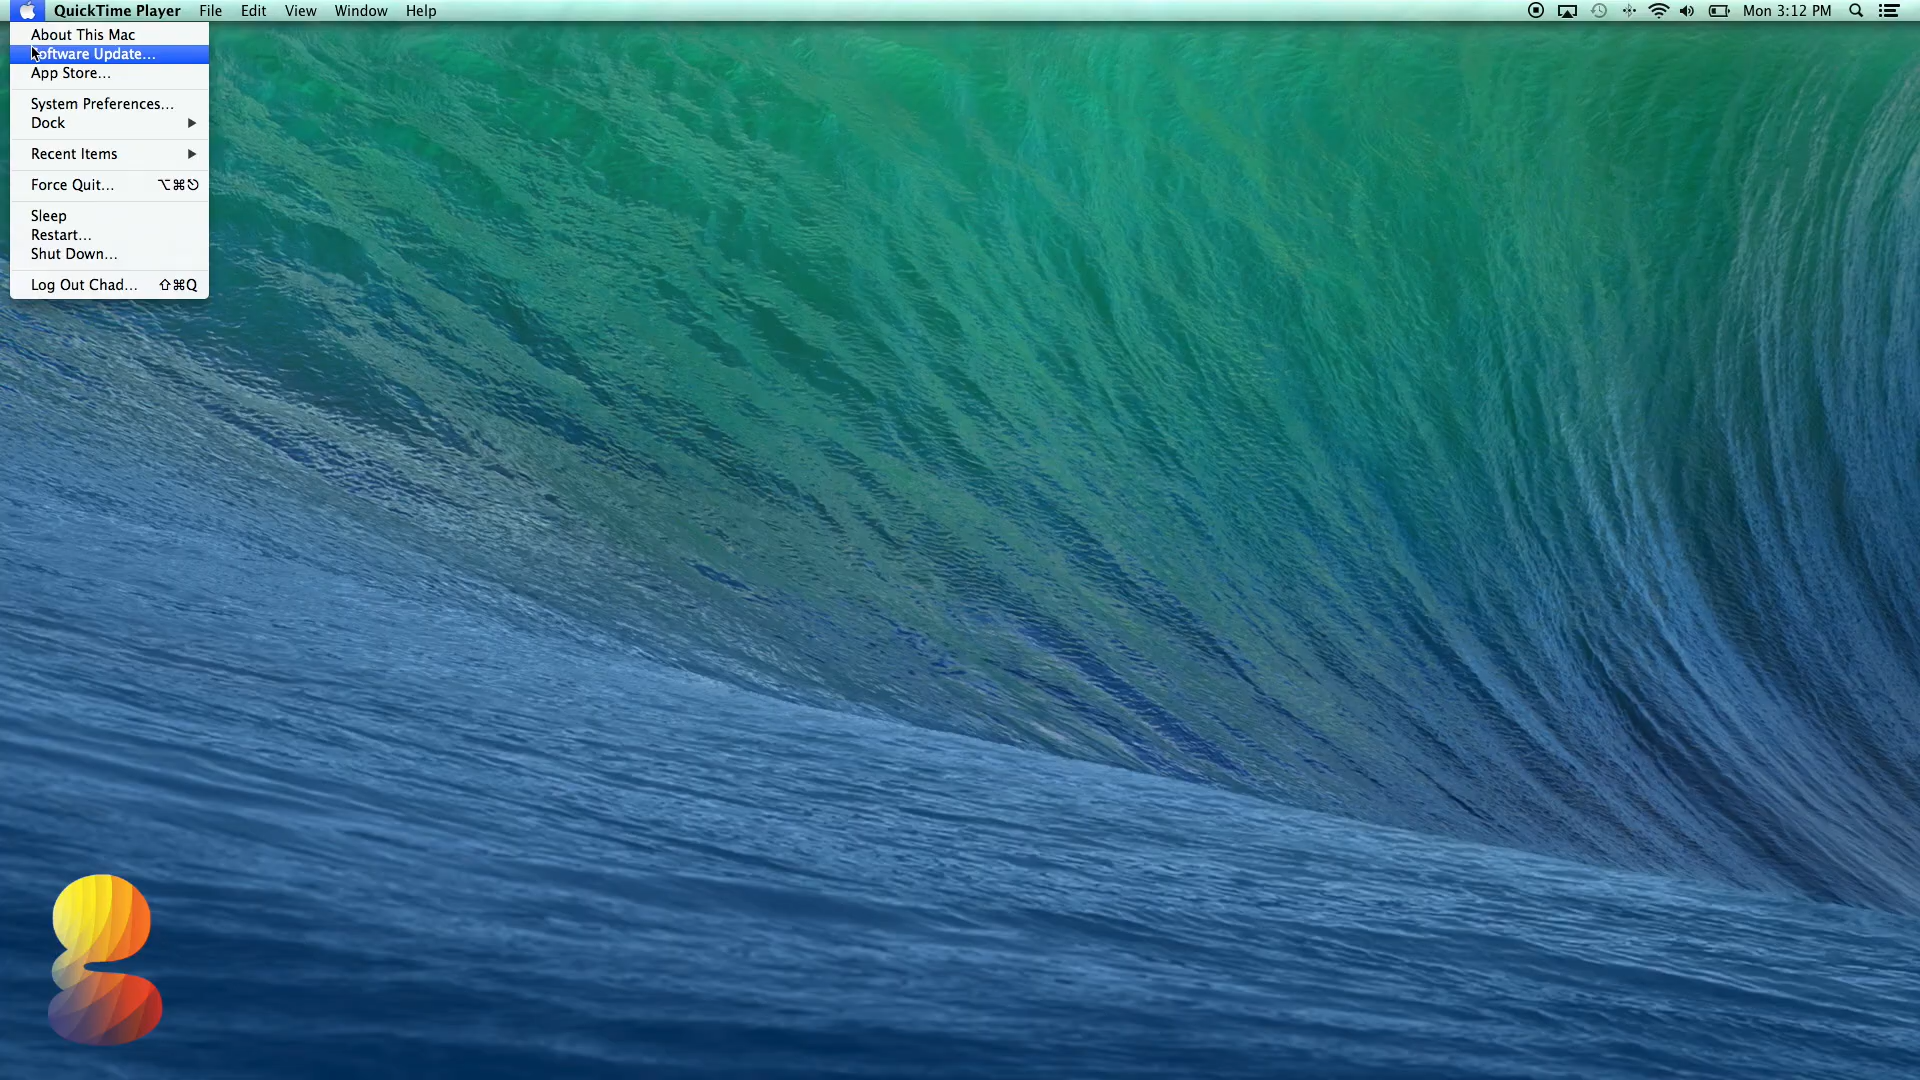 QuickTime Player File Edit View Window Help Mon 3:12 PM
About This Mac
Software Update...
App Store...
System Preferences...
Dock
Recent Items
Force Quit... ⌥⌘⎋
Sleep
Restart...
Shut Down...
Log Out Chad... ⇧⌘Q
g